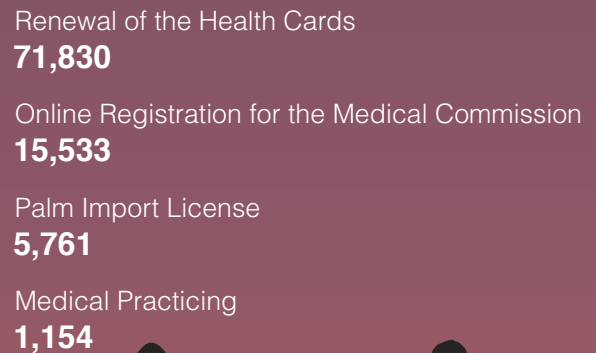 Renewal of the Health Cards
71,830
Online Registration for the Medical Commission
15,533
Palm Import License
5,761
Medical Practicing
1,154